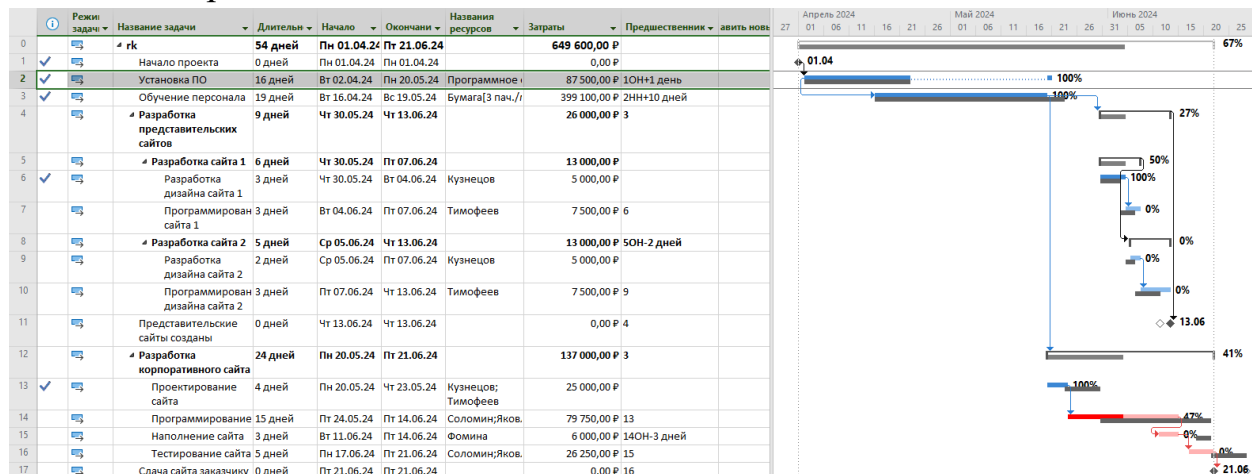 Режим задачи Название задачи Длительн Начало Окончани Названия ресурсов Затраты Предшественник авить новы
27 Апрель 2024 01 06 11 16 21 26 Май 2024 01 06 11 16 21 26 Июнь 2024 31 05 10 15 20 25
0 rk 54 дней Пн 01.04.24 Пт 21.06.24 649 600,00 ₽ 67%
1 Начало проекта 0 дней Пн 01.04.24 Пн 01.04.24 0,00 ₽ 01.04
2 Установка ПО 16 дней Вт 02.04.24 Пн 20.05.24 Программное 87 500,00 ₽ 1ОН+1 день 100%
3 Обучение персонала 19 дней Вт 16.04.24 Вс 19.05.24 Бумага[3 пач./ 399 100,00 ₽ 2НН+10 дней 100%
4 Разработка 9 дней Чт 30.05.24 Чт 13.06.24 26 000,00 ₽ 3 27%
представительских
сайтов
5 Разработка сайта 1 6 дней Чт 30.05.24 Пт 07.06.24 13 000,00 ₽ 50%
6 Разработка 3 дней Чт 30.05.24 Вт 04.06.24 Кузнецов 5 000,00 ₽ 100%
дизайна сайта 1
7 Программирован 3 дней Вт 04.06.24 Пт 07.06.24 Тимофеев 7 500,00 ₽ 6 0%
сайта 1
8 Разработка сайта 2 5 дней Ср 05.06.24 Чт 13.06.24 13 000,00 ₽ 5ОН-2 дней 0%
9 Разработка 2 дней Ср 05.06.24 Пт 07.06.24 Кузнецов 5 000,00 ₽ 0%
дизайна сайта 2
10 Программирован 3 дней Пт 07.06.24 Чт 13.06.24 Тимофеев 7 500,00 ₽ 9 0%
дизайна сайта 2
11 Представительские 0 дней Чт 13.06.24 Чт 13.06.24 0,00 ₽ 4 13.06
сайты созданы
12 Разработка 24 дней Пн 20.05.24 Пт 21.06.24 137 000,00 ₽ 3 41%
корпоративного сайта
13 Проектирование 4 дней Пн 20.05.24 Чт 23.05.24 Кузнецов; 25 000,00 ₽ 100%
сайта Тимофеев
14 Программирование 15 дней Пт 24.05.24 Пт 14.06.24 Соломин;Яков. 79 750,00 ₽ 13 47%
15 Наполнение сайта 3 дней Вт 11.06.24 Пт 14.06.24 Фомина 6 000,00 ₽ 14ОН-3 дней 0%
16 Тестирование сайта 5 дней Пн 17.06.24 Пт 21.06.24 Соломин;Яков. 26 250,00 ₽ 15 0%
17 Сдача сайта заказчику 0 дней Пт 21.06.24 Пт 21.06.24 0,00 ₽ 16 21.06